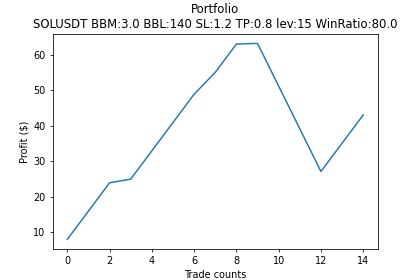 Portfolio
SOLUSDT BBM:3.0 BBL:140 SL:1.2 TP:0.8 lev:15 WinRatio:80.0
60
50
40
30
20
10
Profit ($)
0 2 4 6 8 10 12 14
Trade counts